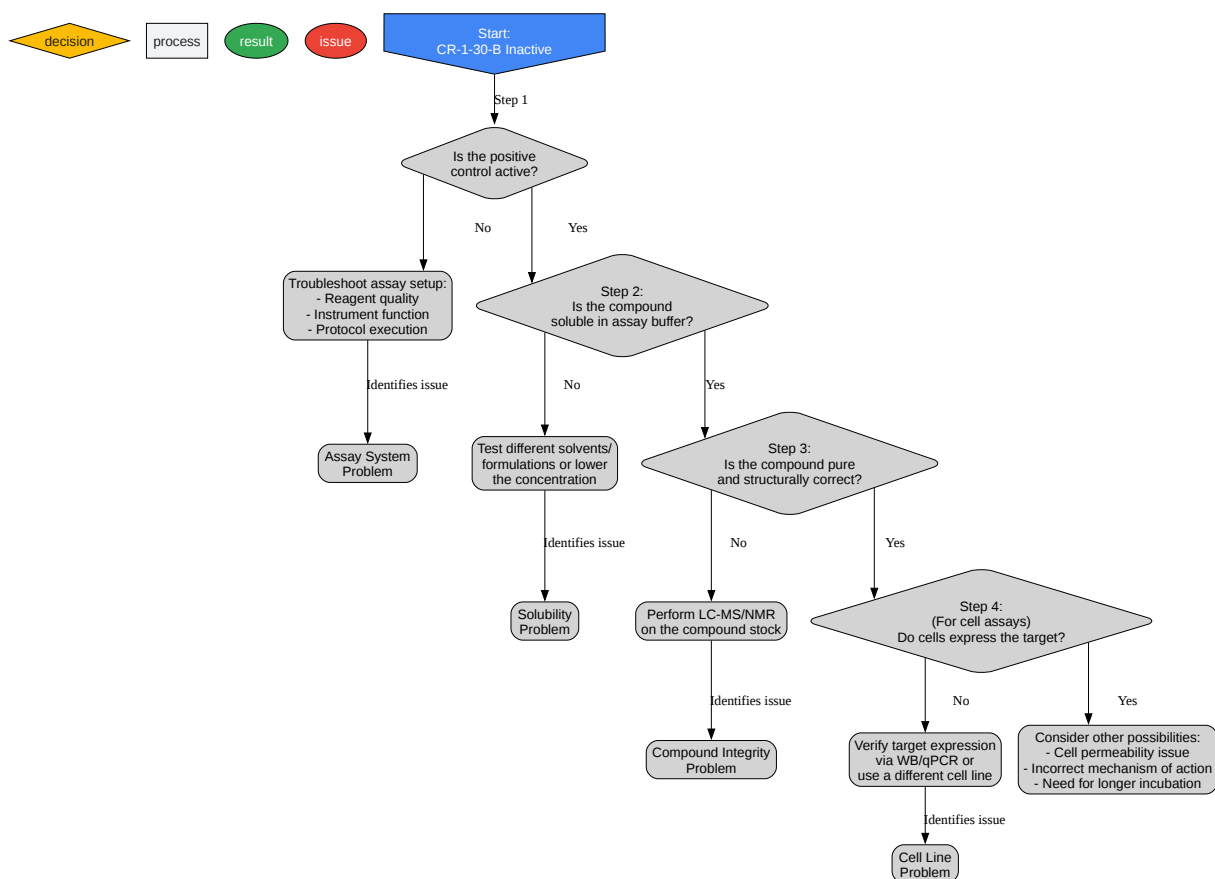 decision
process
result
issue
Start:
CR-1-30-B Inactive
Step 1
Is the positive
control active?
No
Yes
Troubleshoot assay setup:
- Reagent quality
- Instrument function
- Protocol execution
Step 2:
Is the compound
soluble in assay buffer?
Identifies issue
No
Yes
Assay System
Problem
Test different solvents/
formulations or lower
the concentration
Step 3:
Is the compound pure
and structurally correct?
Identifies issue
No
Yes
Solubility
Problem
Perform LC-MS/NMR
on the compound stock
Step 4:
(For cell assays)
Do cells express the target?
Identifies issue
No
Yes
Compound Integrity
Problem
Verify target expression
via WB/qPCR or
use a different cell line
Consider other possibilities:
- Cell permeability issue
- Incorrect mechanism of action
- Need for longer incubation
Identifies issue
Cell Line
Problem